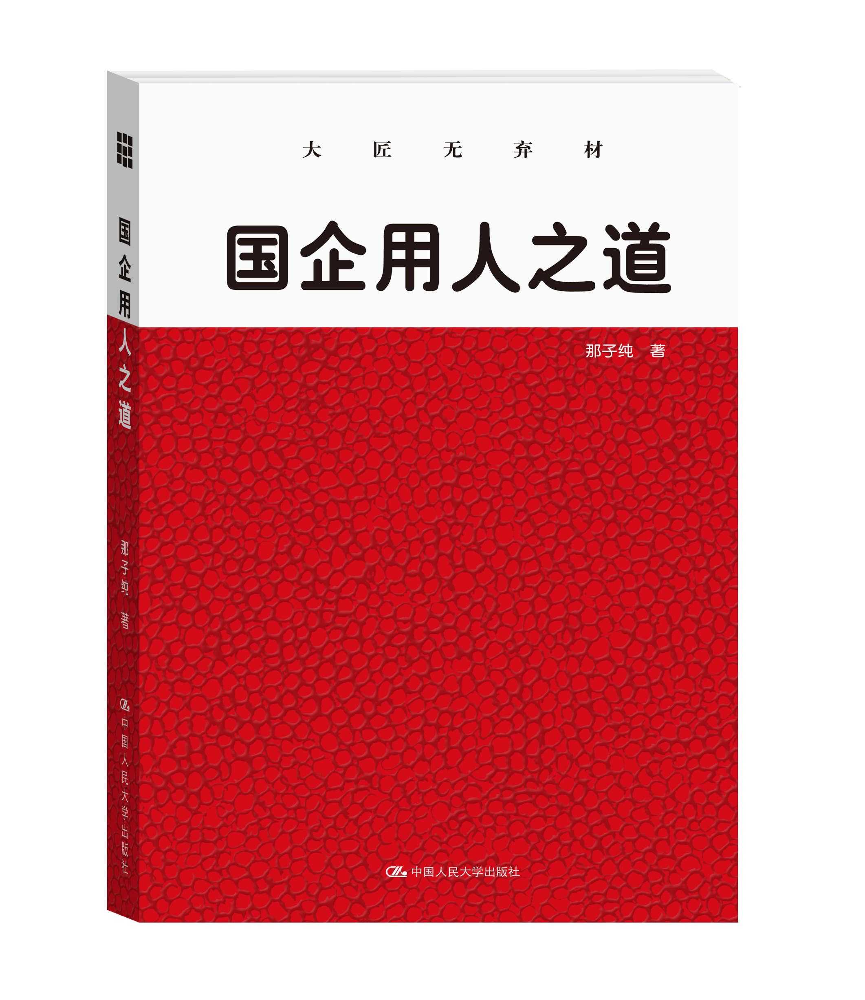 大匠无弃材
国企用人之道
那子纯 著
中国人民大学出版社
国企用人之道
那子纯 著
中国人民大学出版社